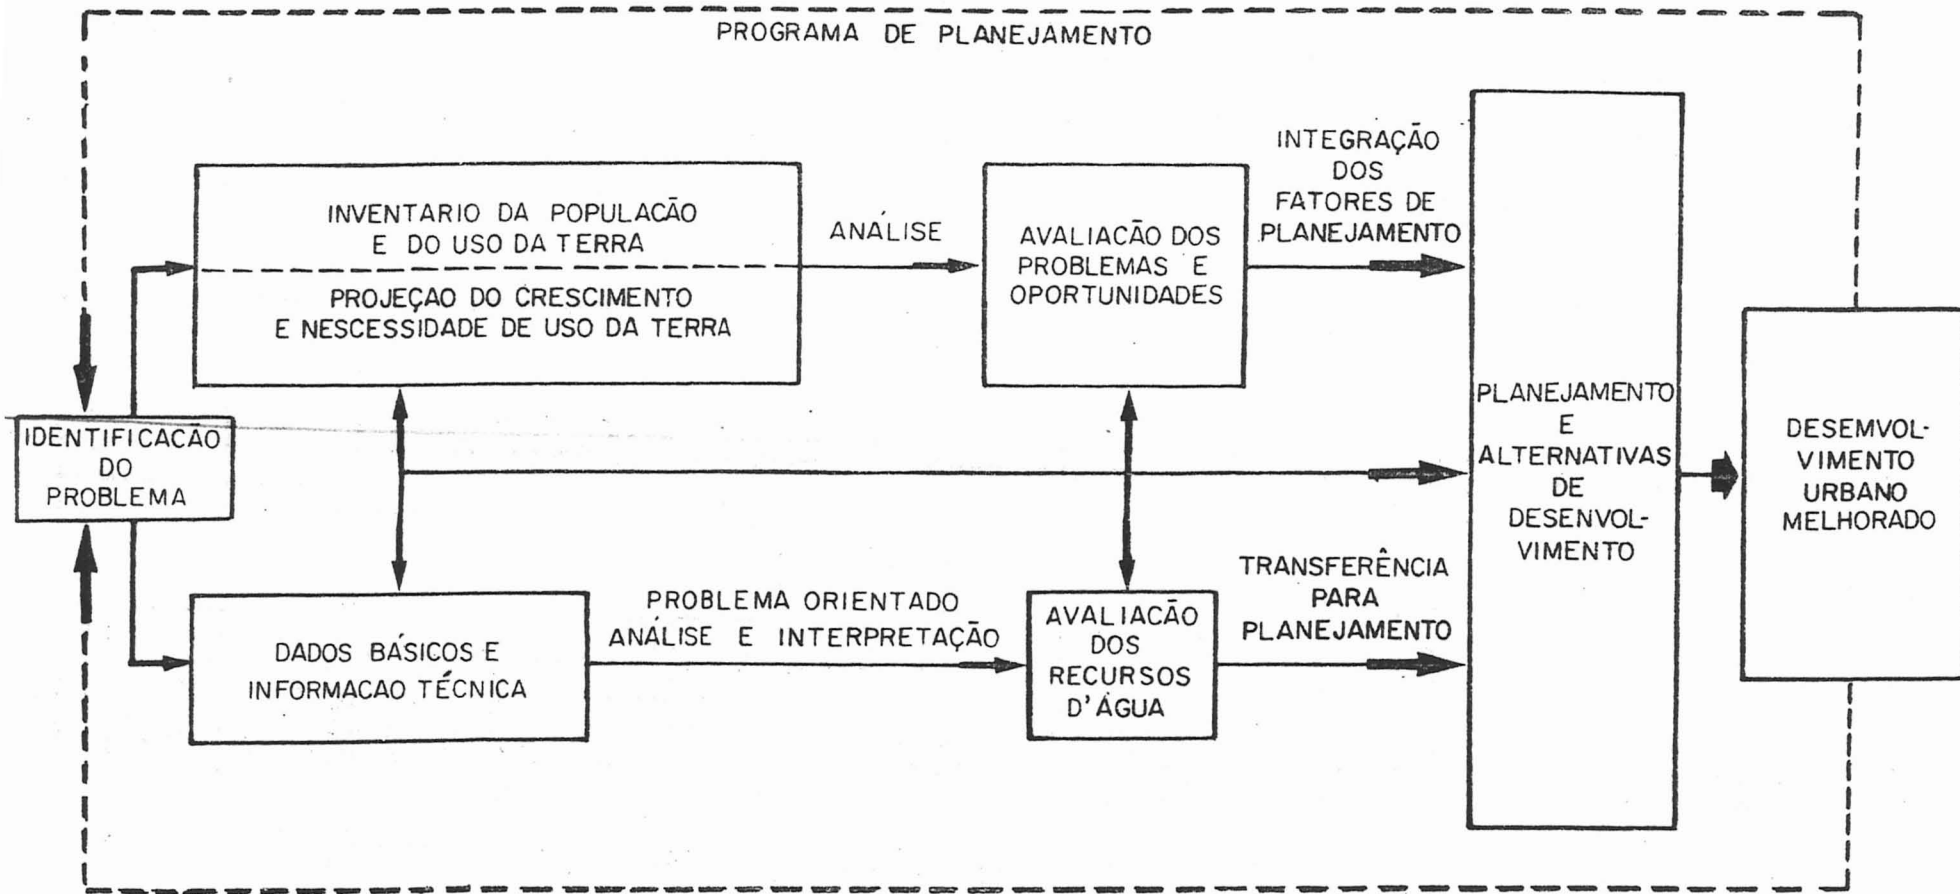 PROGRAMA DE PLANEJAMENTO
IDENTIFICACÃO
DO
PROBLEMA
INVENTARIO DA POPULACÃO
E DO USO DA TERRA
PROJEÇAO DO CRESCIMENTO
E NESCESSIDADE DE USO DA TERRA
ANÁLISE
AVALIACÃO DOS
PROBLEMAS E
OPORTUNIDADES
INTEGRAÇÃO
DOS
FATORES DE
PLANEJAMENTO
DADOS BÁSICOS E
INFORMACAO TÉCNICA
PROBLEMA ORIENTADO
ANÁLISE E INTERPRETAÇÃO
AVALIACÃO
DOS
RECURSOS
D'ÁGUA
TRANSFERÊNCIA
PARA
PLANEJAMENTO
PLANEJAMENTO
E
ALTERNATIVAS
DE
DESENVOL-
VIMENTO
DESEMVOL-
VIMENTO
URBANO
MELHORADO